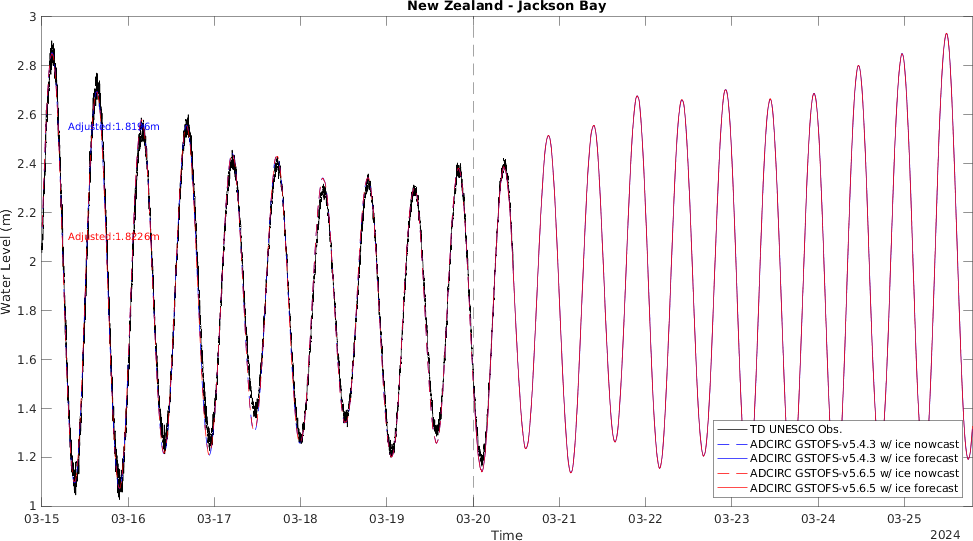 New Zealand - Jackson Bay
3
2.8
2.6
2.4
2.2
2
1.8
1.6
1.4
1.2
1
Water Level (m)
Adjusted:1.8196m
Adjusted:1.8226m
TD UNESCO Obs.
ADCIRC GSTOFS-v5.4.3 w/ ice nowcast
ADCIRC GSTOFS-v5.4.3 w/ ice forecast
ADCIRC GSTOFS-v5.6.5 w/ ice nowcast
ADCIRC GSTOFS-v5.6.5 w/ ice forecast
03-15 03-16 03-17 03-18 03-19 03-20 03-21 03-22 03-23 03-24 03-25
Time
2024